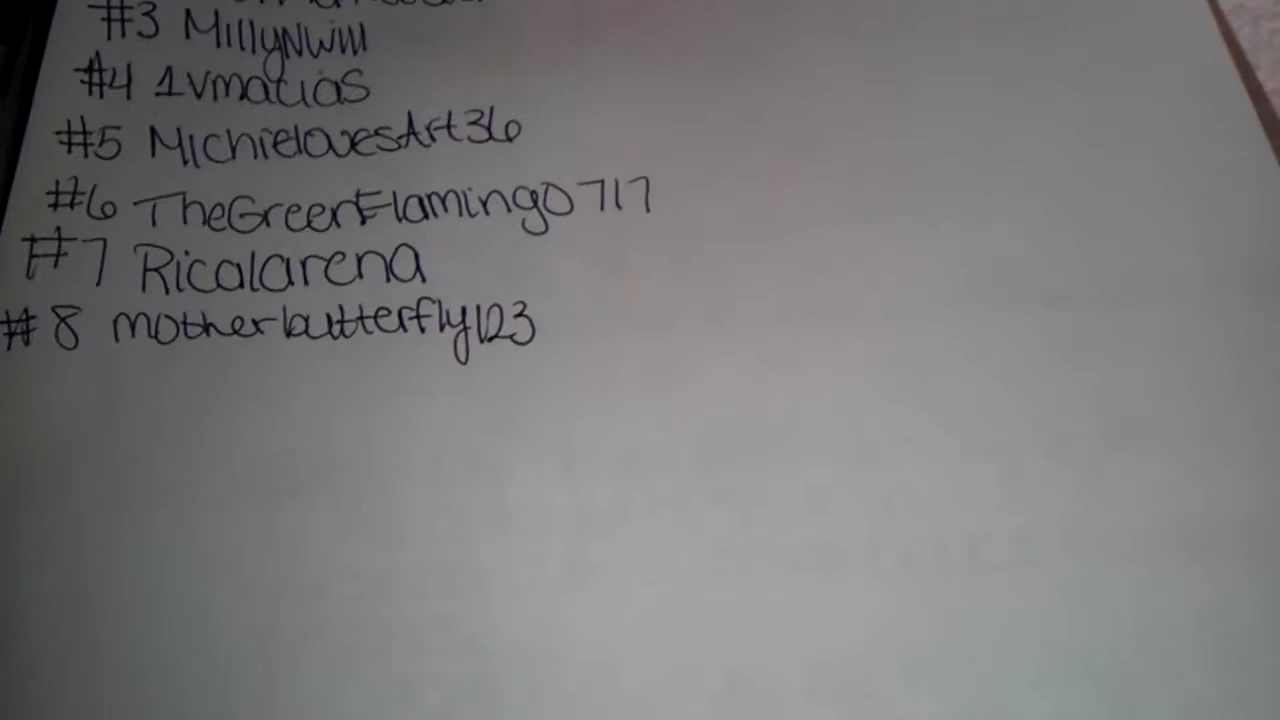 #3 MillyNWill
#4 1vmacias
#5 MichielovesArt36
#6 TheGreenFlamingo717
#7 Ricalarena
#8 motherbutterfly123